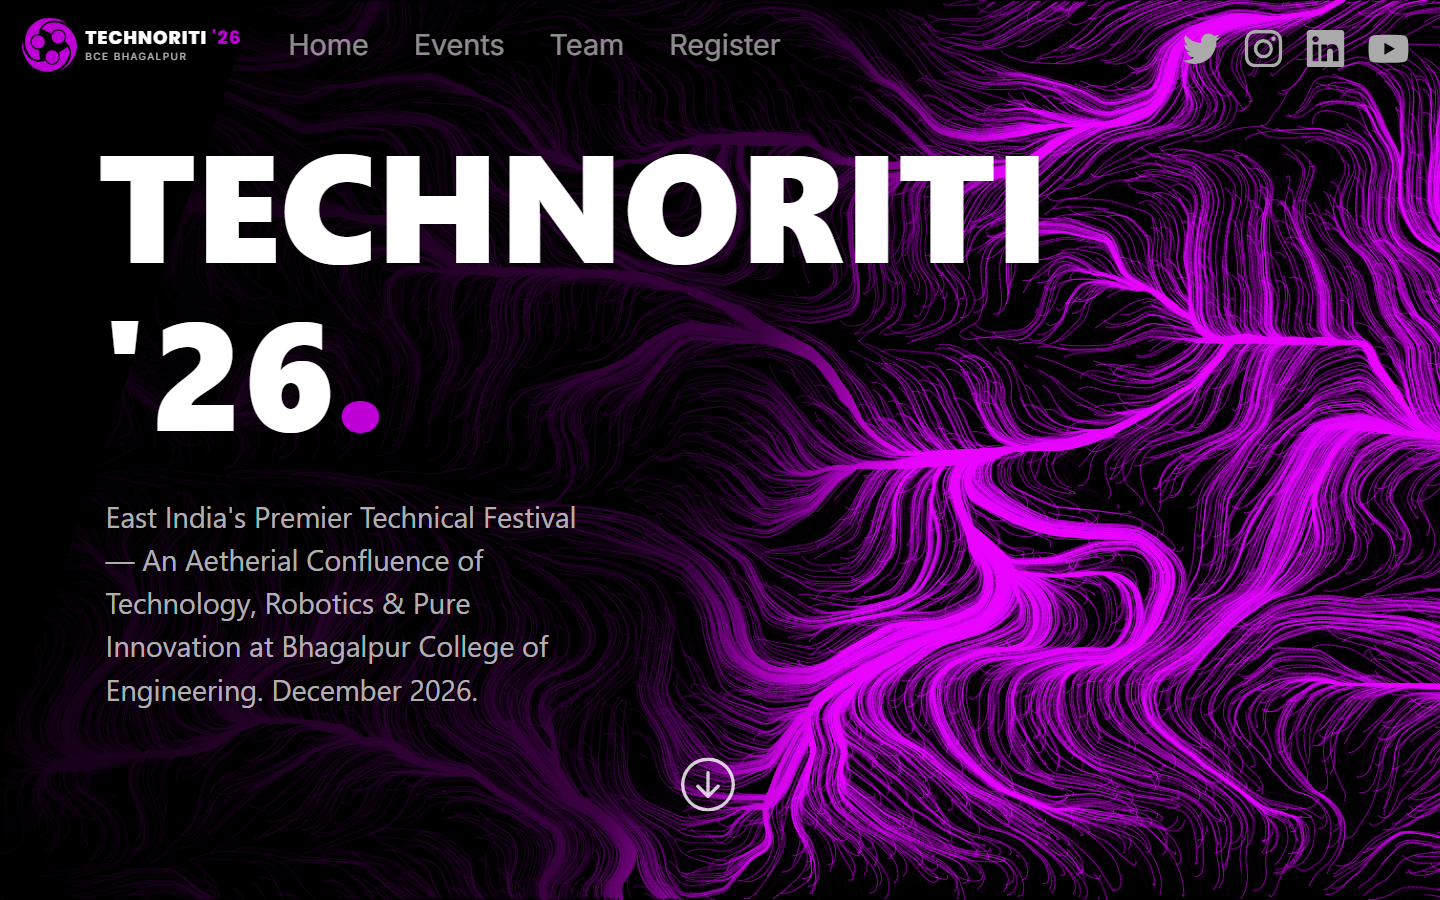 TECHNORITI '26
BCE BHAGALPUR
Home Events Team Register
TECHNORITI
'26.
East India's Premier Technical Festival
— An Aetherial Confluence of
Technology, Robotics & Pure
Innovation at Bhagalpur College of
Engineering. December 2026.